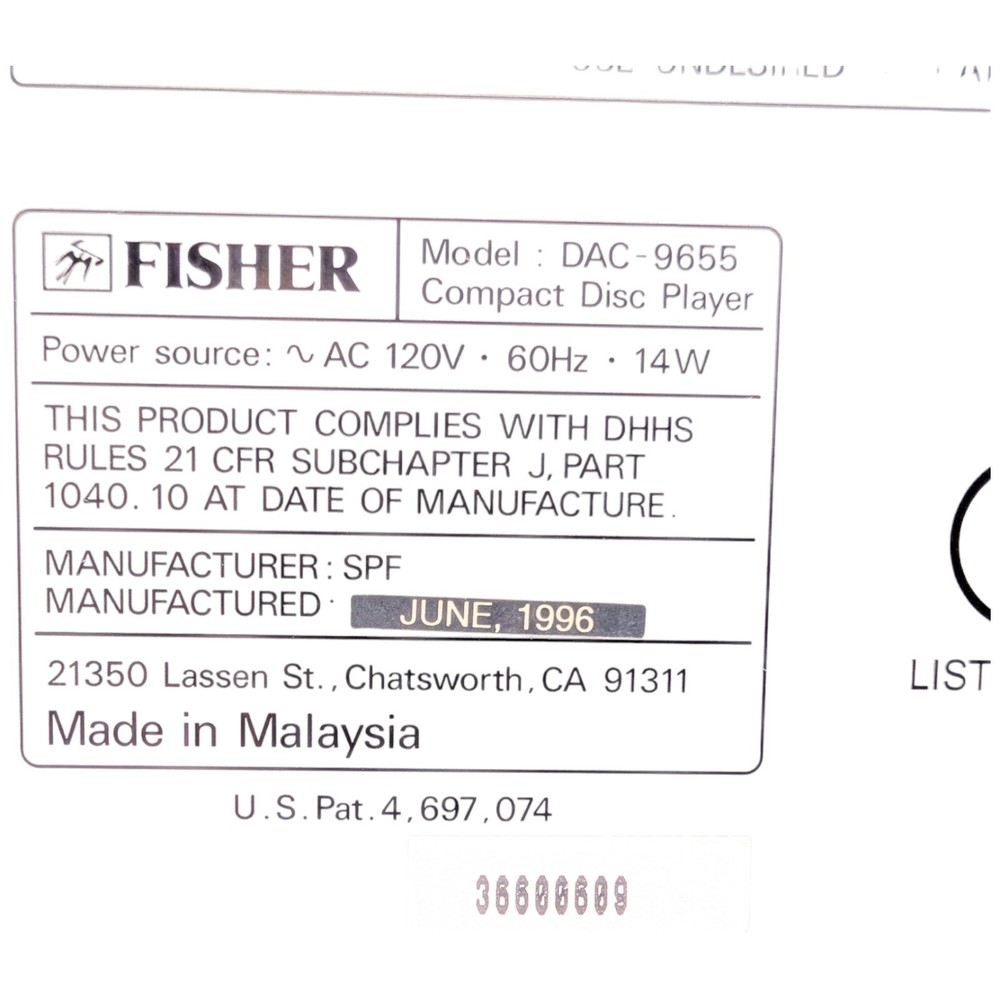 FISHER
Model : DAC-9655
Compact Disc Player
Power source: ∿ AC 120V · 60Hz · 14W
THIS PRODUCT COMPLIES WITH DHHS
RULES 21 CFR SUBCHAPTER J, PART
1040.10 AT DATE OF MANUFACTURE.
MANUFACTURER: SPF
MANUFACTURED· JUNE, 1996
21350 Lassen St., Chatsworth, CA 91311
Made in Malaysia
LIST
U.S.Pat.4,697,074
36600609